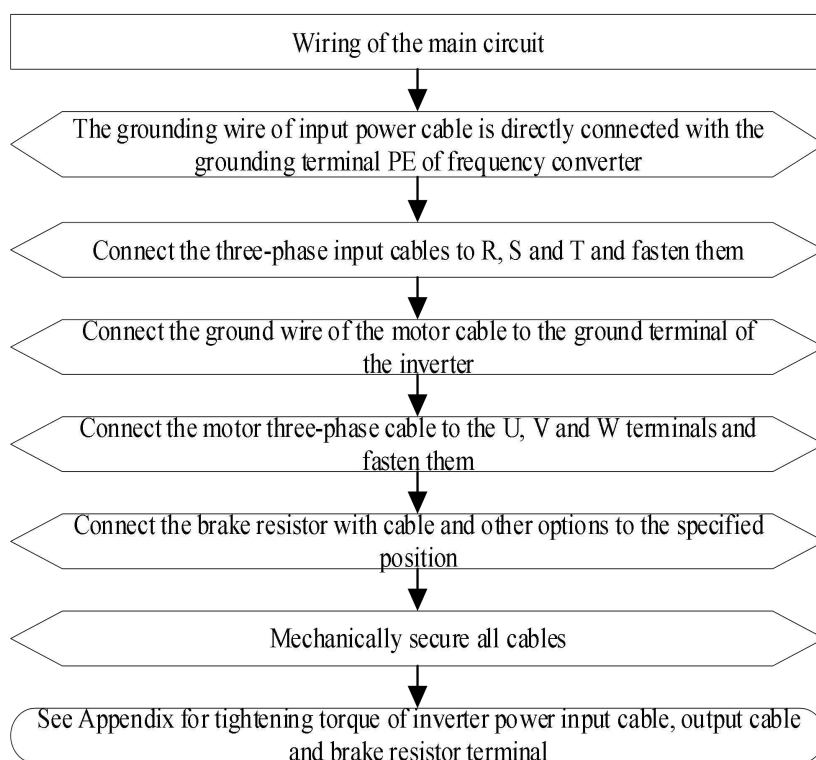 Wiring of the main circuit
The grounding wire of input power cable is directly connected with the
grounding terminal PE of frequency converter
Connect the three-phase input cables to R, S and T and fasten them
Connect the ground wire of the motor cable to the ground terminal of
the inverter
Connect the motor three-phase cable to the U, V and W terminals and
fasten them
Connect the brake resistor with cable and other options to the specified
position
Mechanically secure all cables
See Appendix for tightening torque of inverter power input cable, output cable
and brake resistor terminal